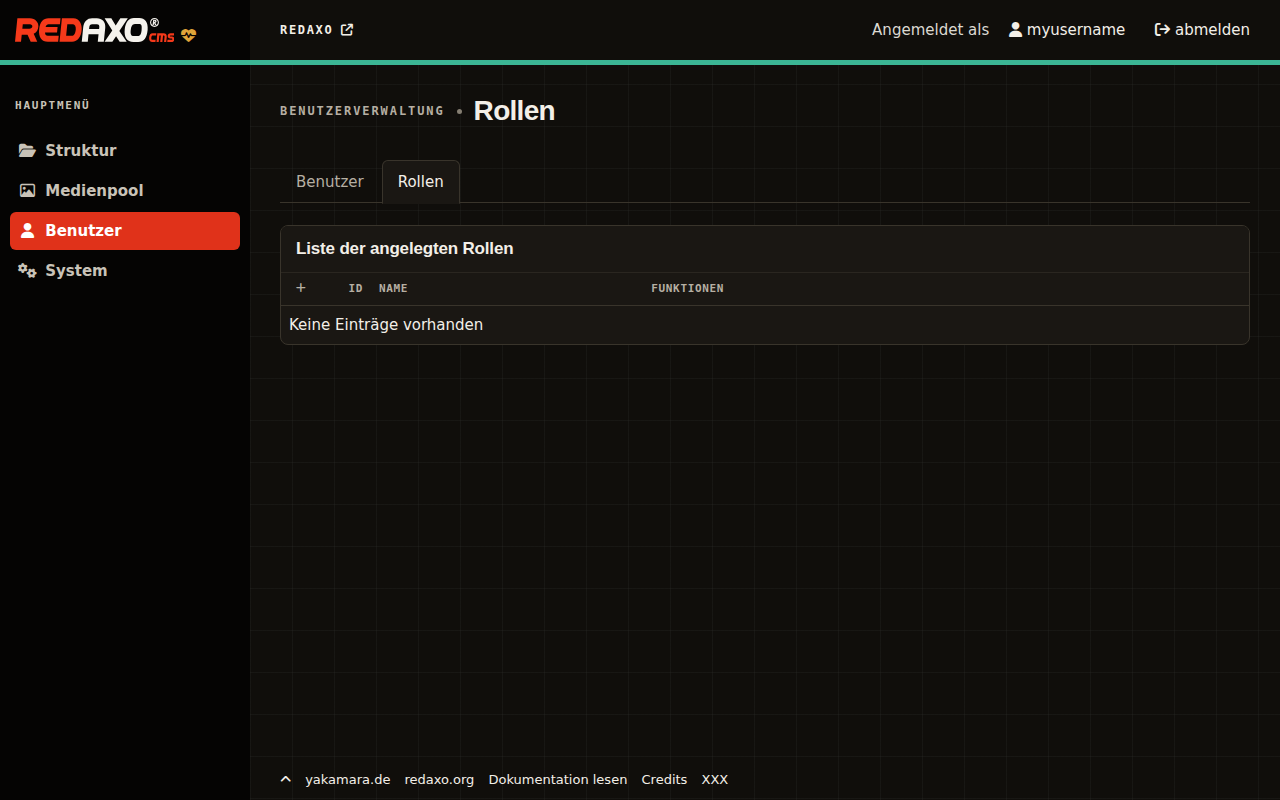 REDAXO® cms
REDAXO
Angemeldet als myusername abmelden
HAUPTMENÜ
Struktur
Medienpool
Benutzer
System
BENUTZERVERWALTUNG • Rollen
Benutzer Rollen
Liste der angelegten Rollen
+ ID NAME FUNKTIONEN
Keine Einträge vorhanden
yakamara.de redaxo.org Dokumentation lesen Credits XXX